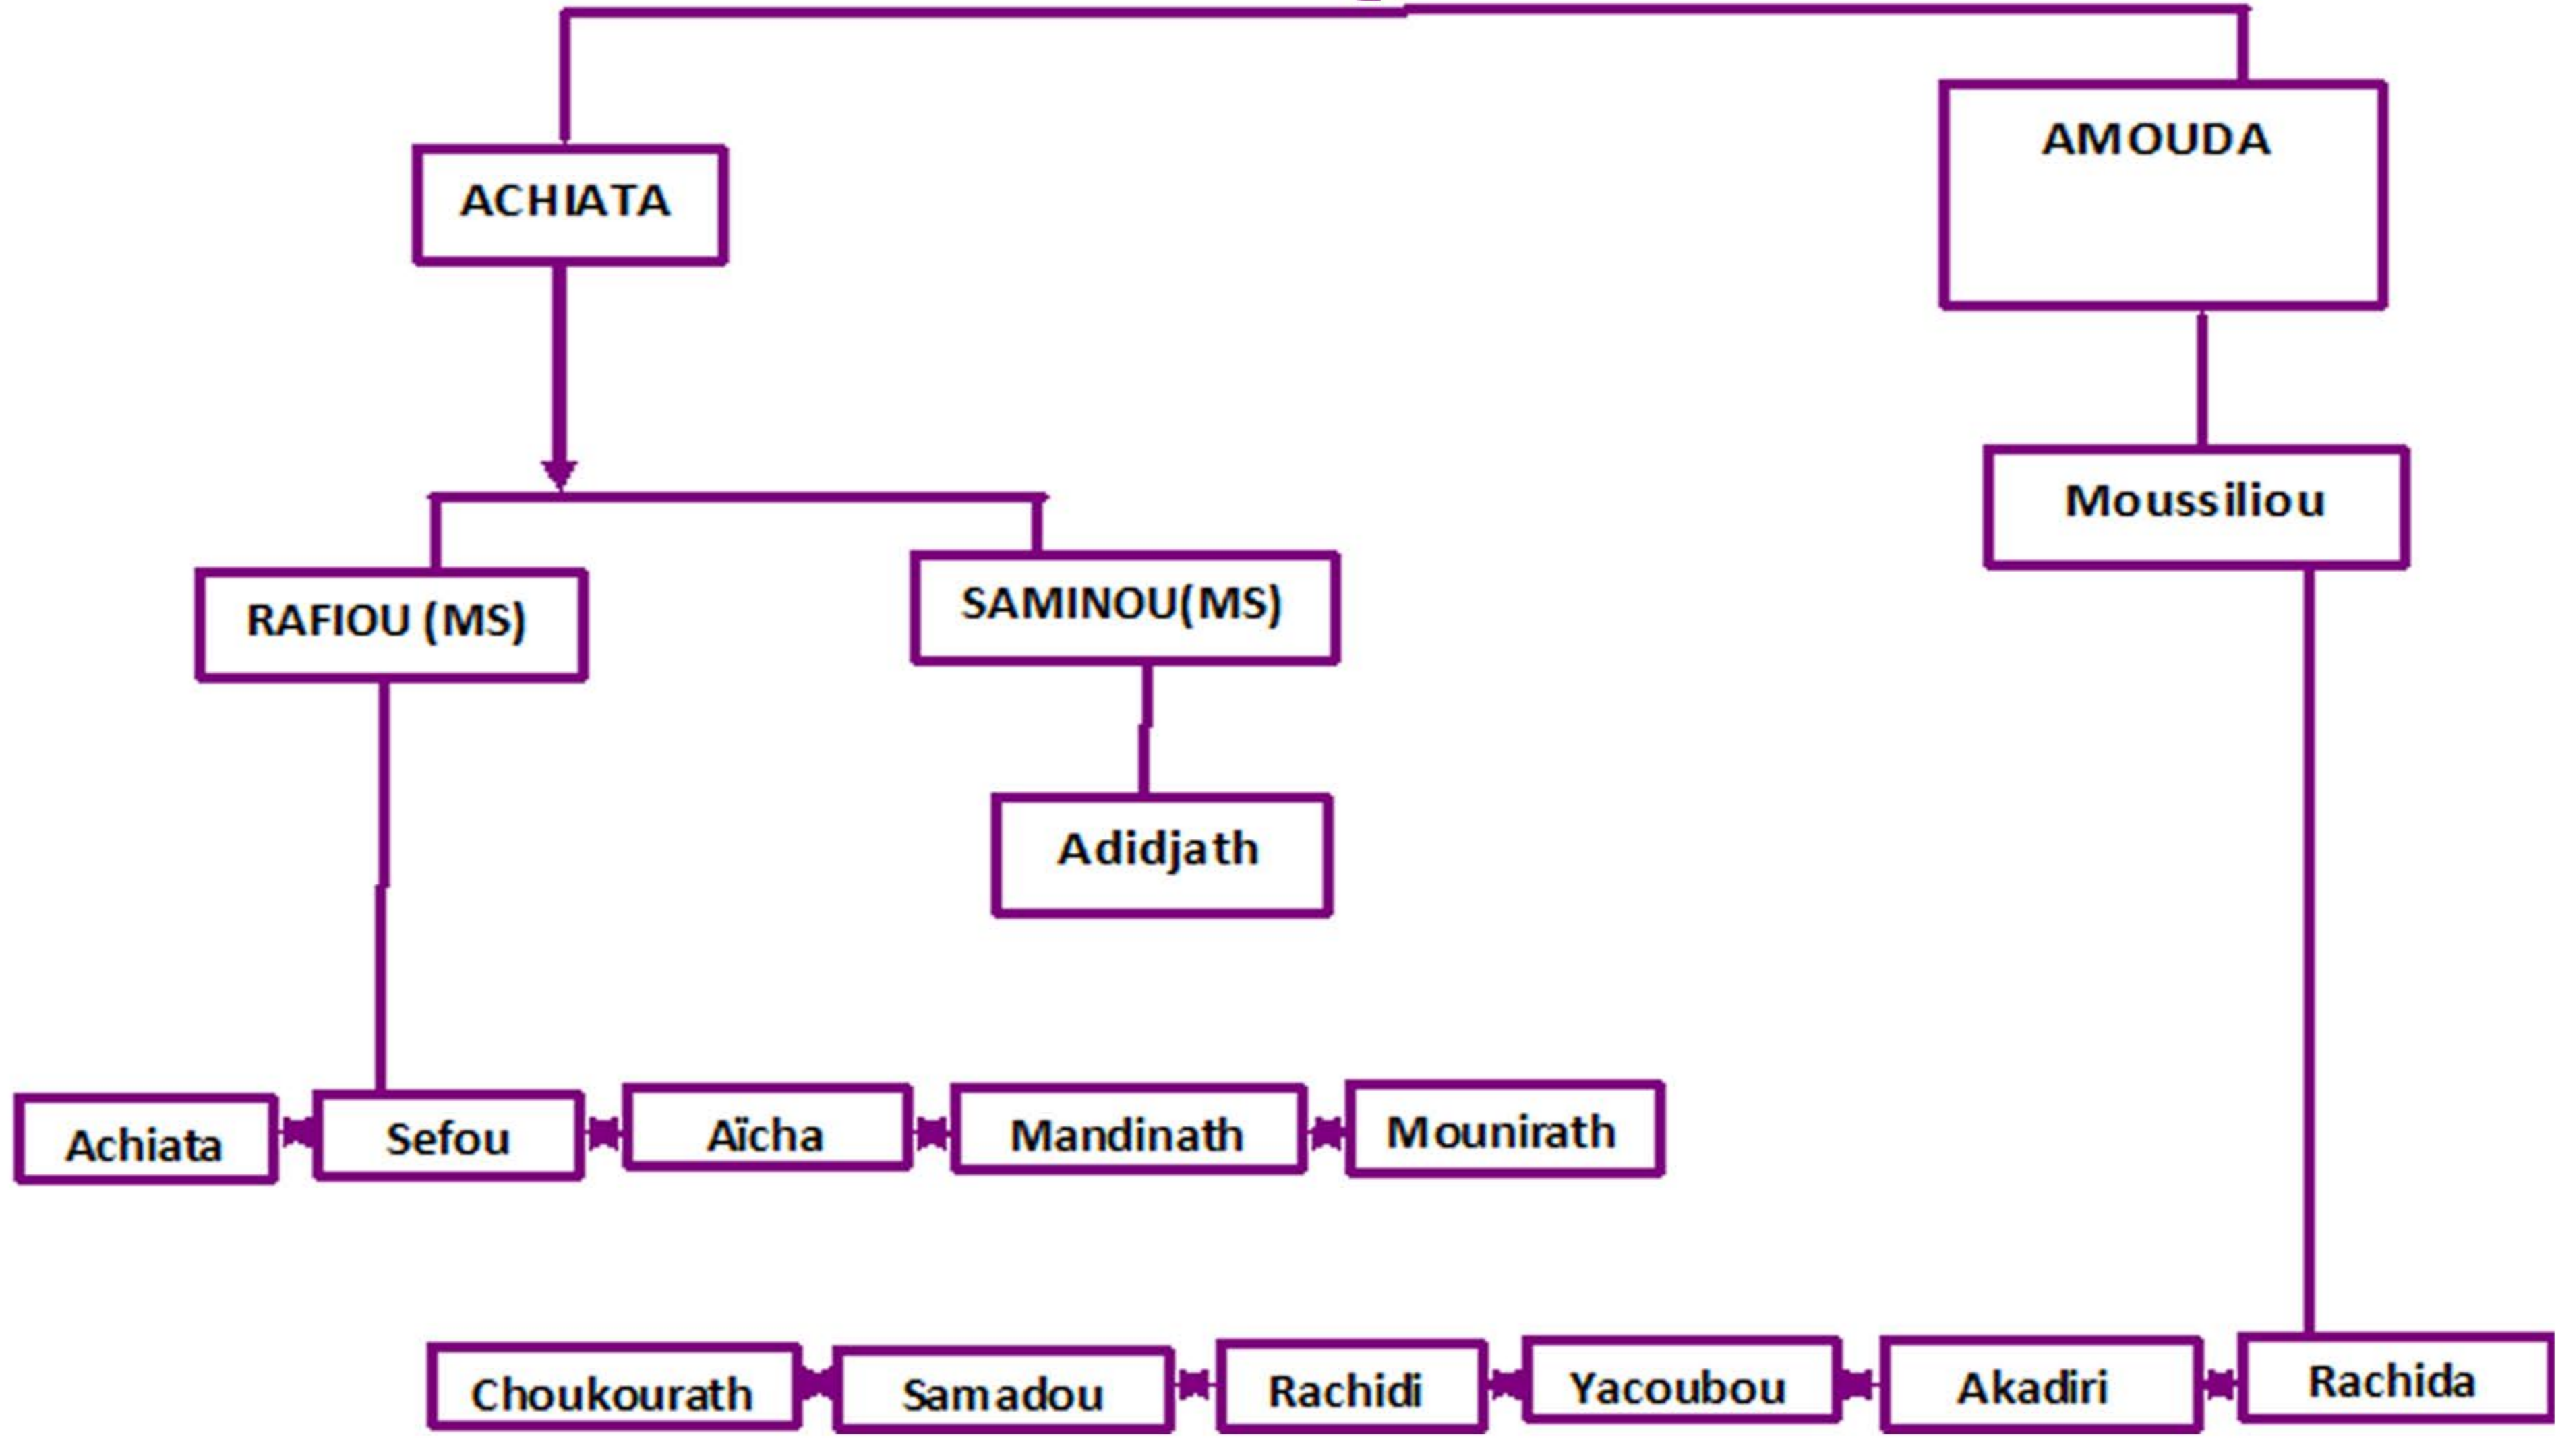 ACHIATA
AMOUDA
Moussiliou
RAFIOU (MS)
SAMINOU(MS)
Adidjath
Achiata
Sefou
Aïcha
Mandinath
Mounirath
Choukourath
Samadou
Rachidi
Yacoubou
Akadiri
Rachida